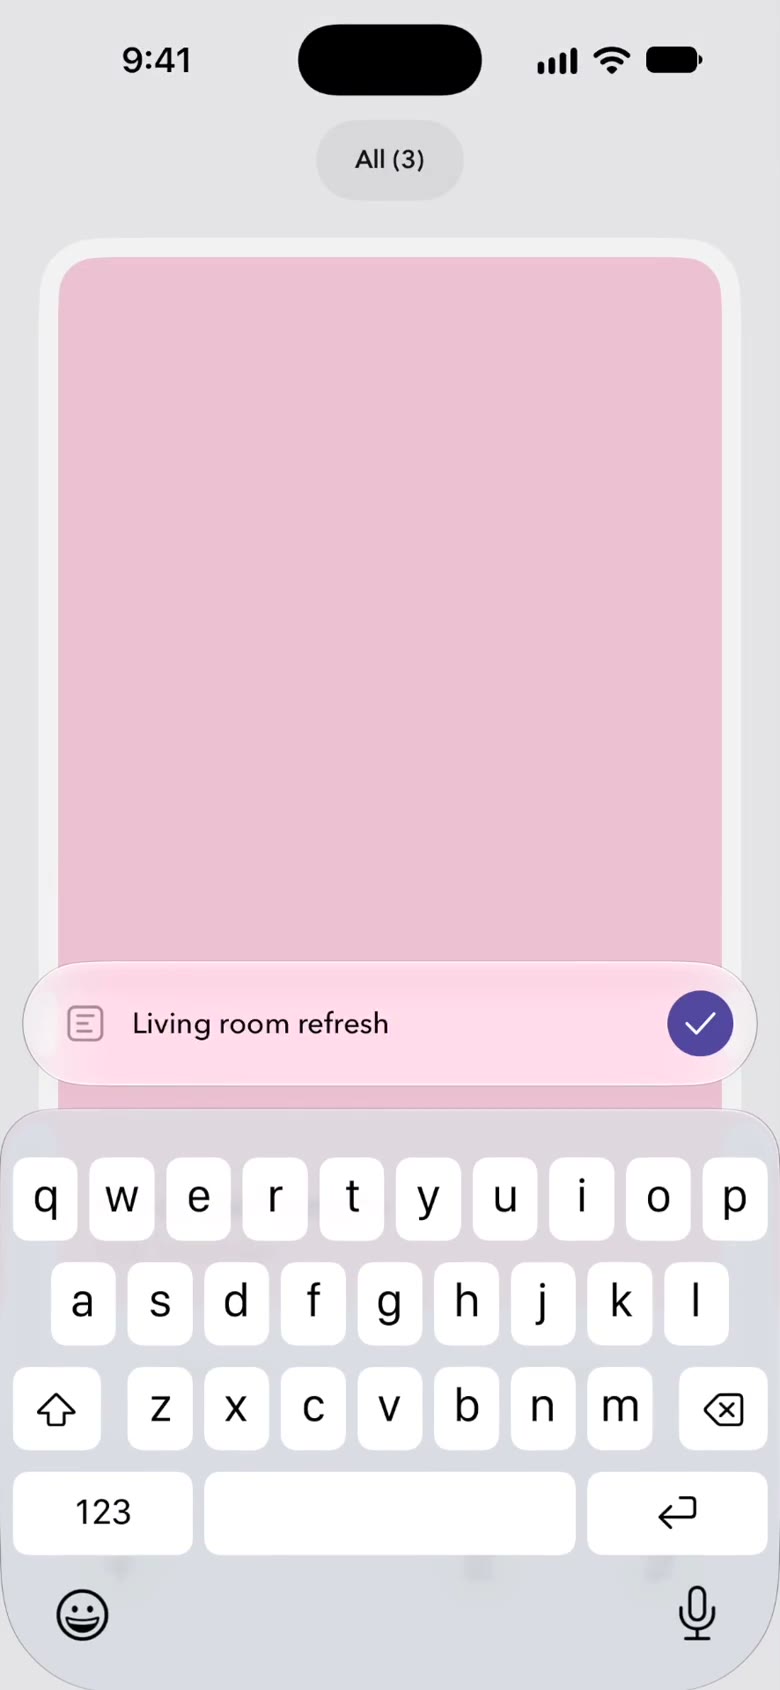 9:41
All (3)
Living room refresh
q w e r t y u i o p
a s d f g h j k l
z x c v b n m
123